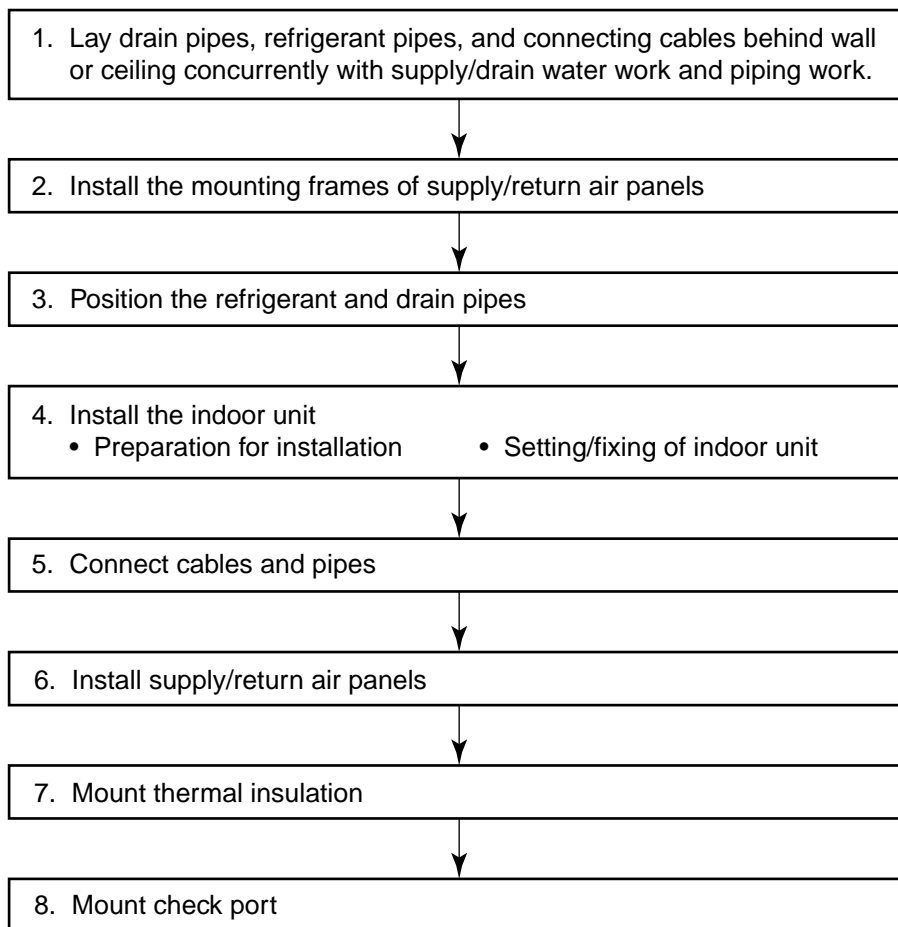 1. Lay drain pipes, refrigerant pipes, and connecting cables behind wall
or ceiling concurrently with supply/drain water work and piping work.
2. Install the mounting frames of supply/return air panels
3. Position the refrigerant and drain pipes
4. Install the indoor unit
• Preparation for installation • Setting/fixing of indoor unit
5. Connect cables and pipes
6. Install supply/return air panels
7. Mount thermal insulation
8. Mount check port